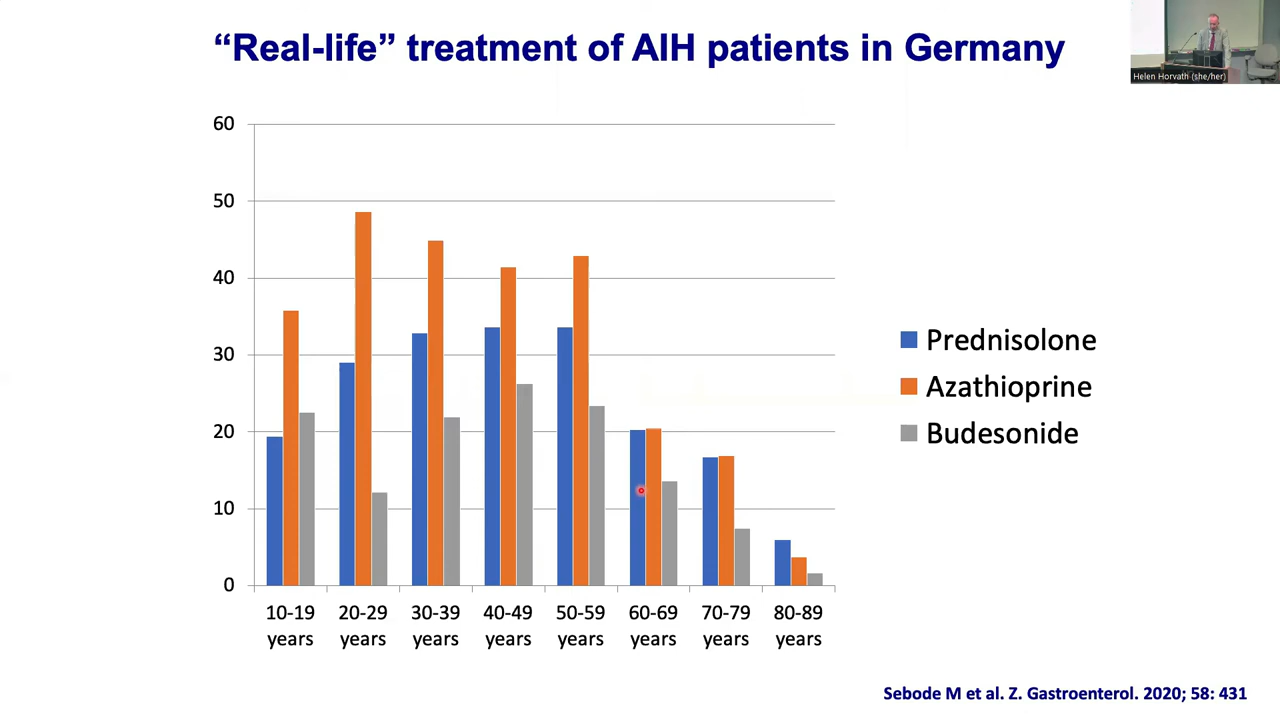 “Real-life” treatment of AIH patients in Germany
Helen Horvath (she/her)
60
50
40
30
20
10
0
10-19 years
20-29 years
30-39 years
40-49 years
50-59 years
60-69 years
70-79 years
80-89 years
Prednisolone
Azathioprine
Budesonide
Sebode M et al. Z. Gastroenterol. 2020; 58: 431